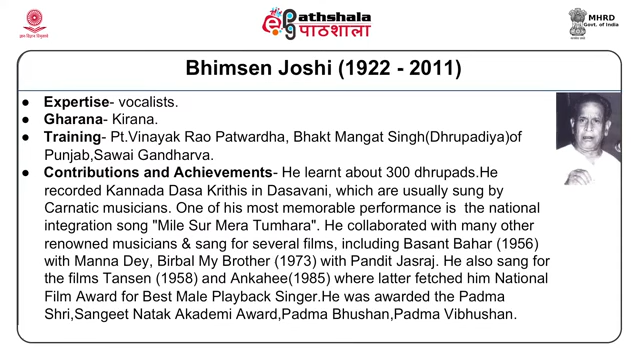 Pathshala
पाठशाला
MHRD
Govt. of India
Bhimsen Joshi (1922 - 2011)
● Expertise- vocalists.
● Gharana- Kirana.
● Training- Pt.Vinayak Rao Patwardha, Bhakt Mangat Singh(Dhrupadiya)of
Punjab,Sawai Gandharva.
● Contributions and Achievements- He learnt about 300 dhrupads.He
recorded Kannada Dasa Krithis in Dasavani, which are usually sung by
Carnatic musicians. One of his most memorable performance is the national
integration song "Mile Sur Mera Tumhara". He collaborated with many other
renowned musicians & sang for several films, including Basant Bahar (1956)
with Manna Dey, Birbal My Brother (1973) with Pandit Jasraj. He also sang for
the films Tansen (1958) and Ankahee(1985) where latter fetched him National
Film Award for Best Male Playback Singer.He was awarded the Padma
Shri,Sangeet Natak Akademi Award,Padma Bhushan,Padma Vibhushan.